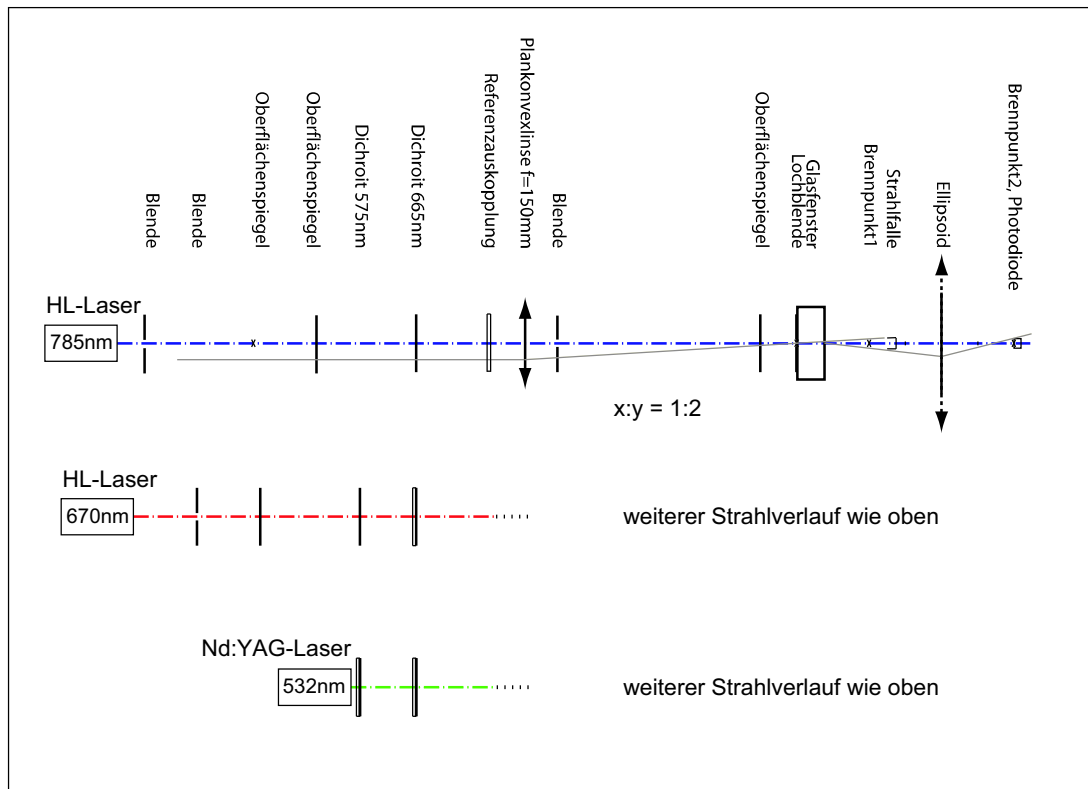 Blende
Blende
Oberflächenspiegel
Oberflächenspiegel
Dichroit 575nm
Dichroit 665nm
Referenzauskopplung
Plankonvexlinse f=150mm
Blende
Oberflächenspiegel
Lochblende
Glasfenster
Brennpunkt1
Strahlfalle
Ellipsoid
Brennpunkt2, Photodiode
HL-Laser
785nm
x:y = 1:2
HL-Laser
670nm
weiterer Strahlverlauf wie oben
Nd:YAG-Laser
532nm
weiterer Strahlverlauf wie oben